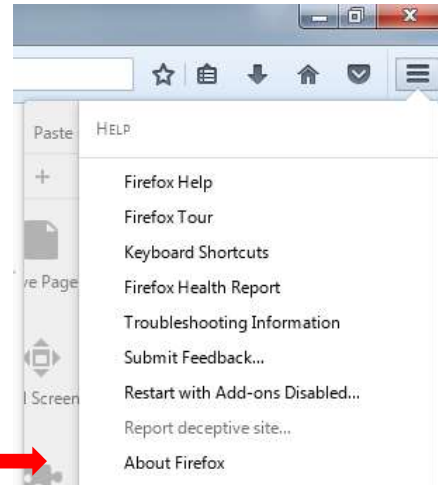 Paste
HELP
+
Firefox Help
Firefox Tour
Keyboard Shortcuts
ve Page
Firefox Health Report
Troubleshooting Information
Submit Feedback...
l Screen
Restart with Add-ons Disabled...
Report deceptive site...
About Firefox